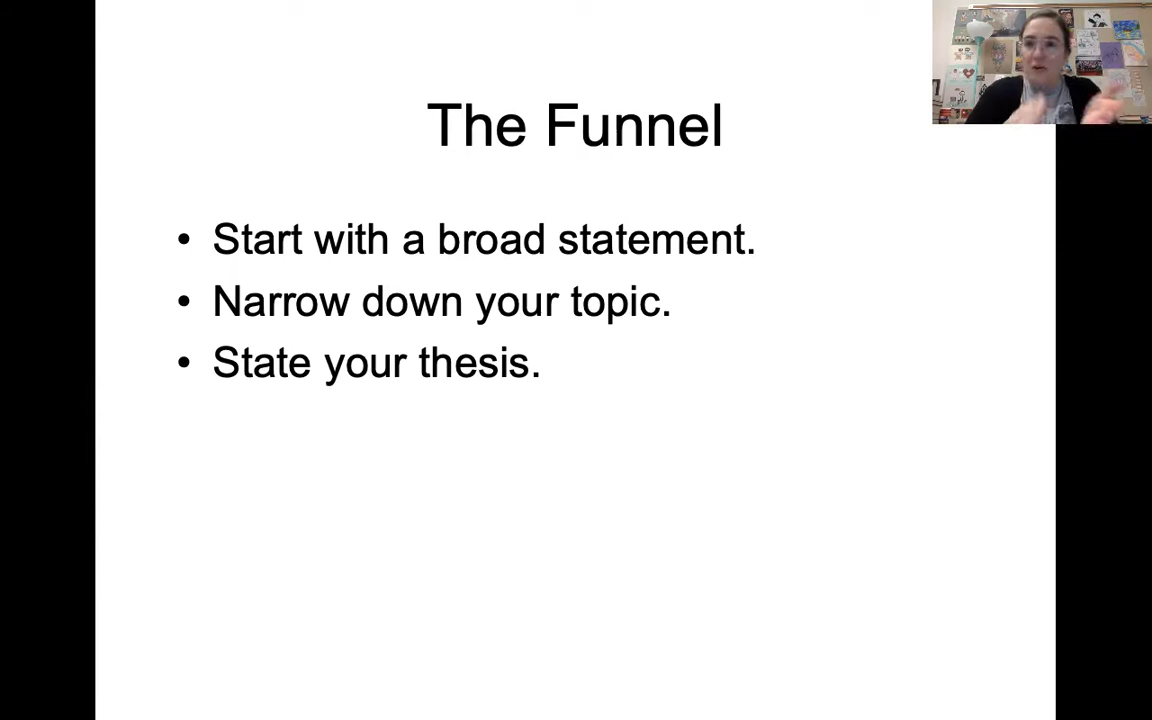 The Funnel
• Start with a broad statement.
• Narrow down your topic.
• State your thesis.